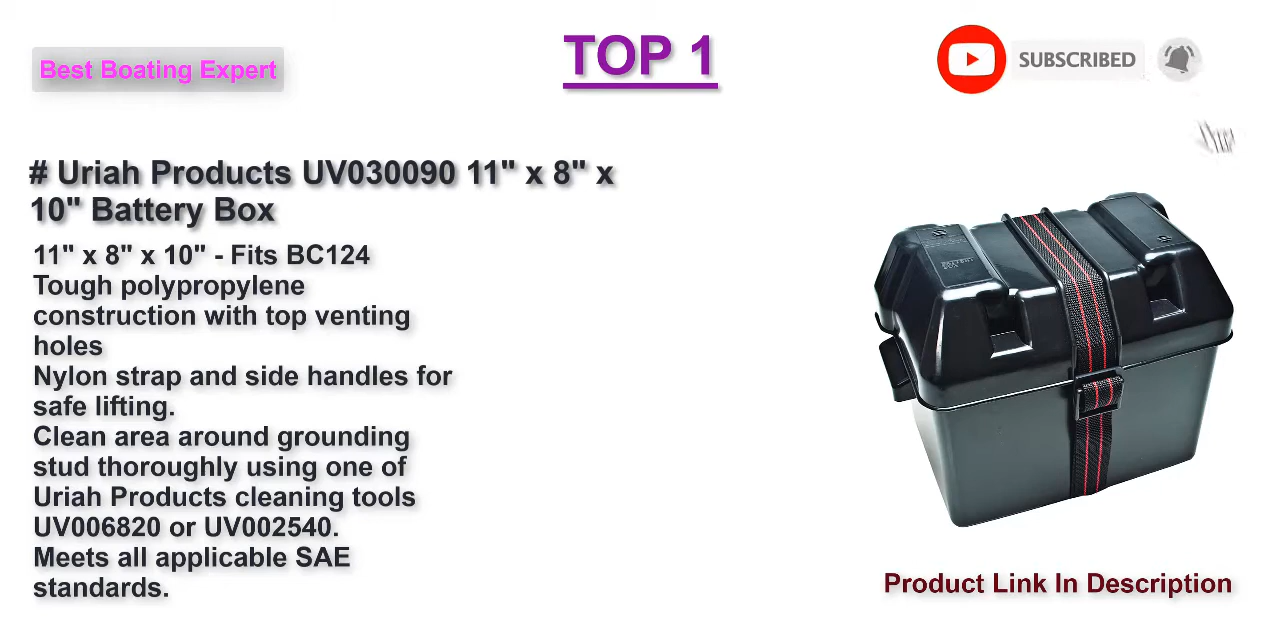 Best Boating Expert
TOP 1
SUBSCRIBED
# Uriah Products UV030090 11" x 8" x
10" Battery Box
11" x 8" x 10" - Fits BC124
Tough polypropylene
construction with top venting
holes
Nylon strap and side handles for
safe lifting.
Clean area around grounding
stud thoroughly using one of
Uriah Products cleaning tools
UV006820 or UV002540.
Meets all applicable SAE
standards.
Product Link In Description